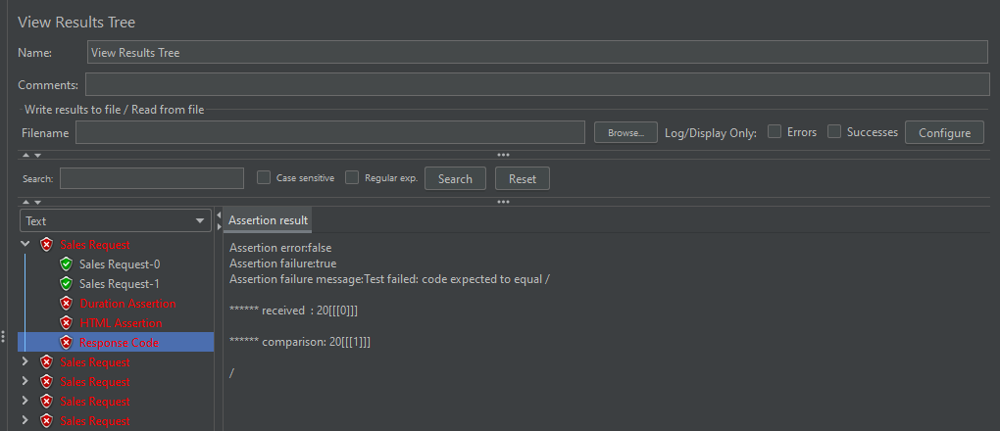 View Results Tree
Name: View Results Tree
Comments:
Write results to file / Read from file
Filename Browse... Log/Display Only: Errors Successes Configure
Search: Case sensitive Regular exp. Search Reset
Text
Sales Request
Sales Request-0
Sales Request-1
Duration Assertion
HTML Assertion
Response Code
Sales Request
Sales Request
Sales Request
Sales Request
Assertion result
Assertion error:false
Assertion failure:true
Assertion failure message:Test failed: code expected to equal /
****** received  : 20[[[0]]]
****** comparison: 20[[[1]]]
/